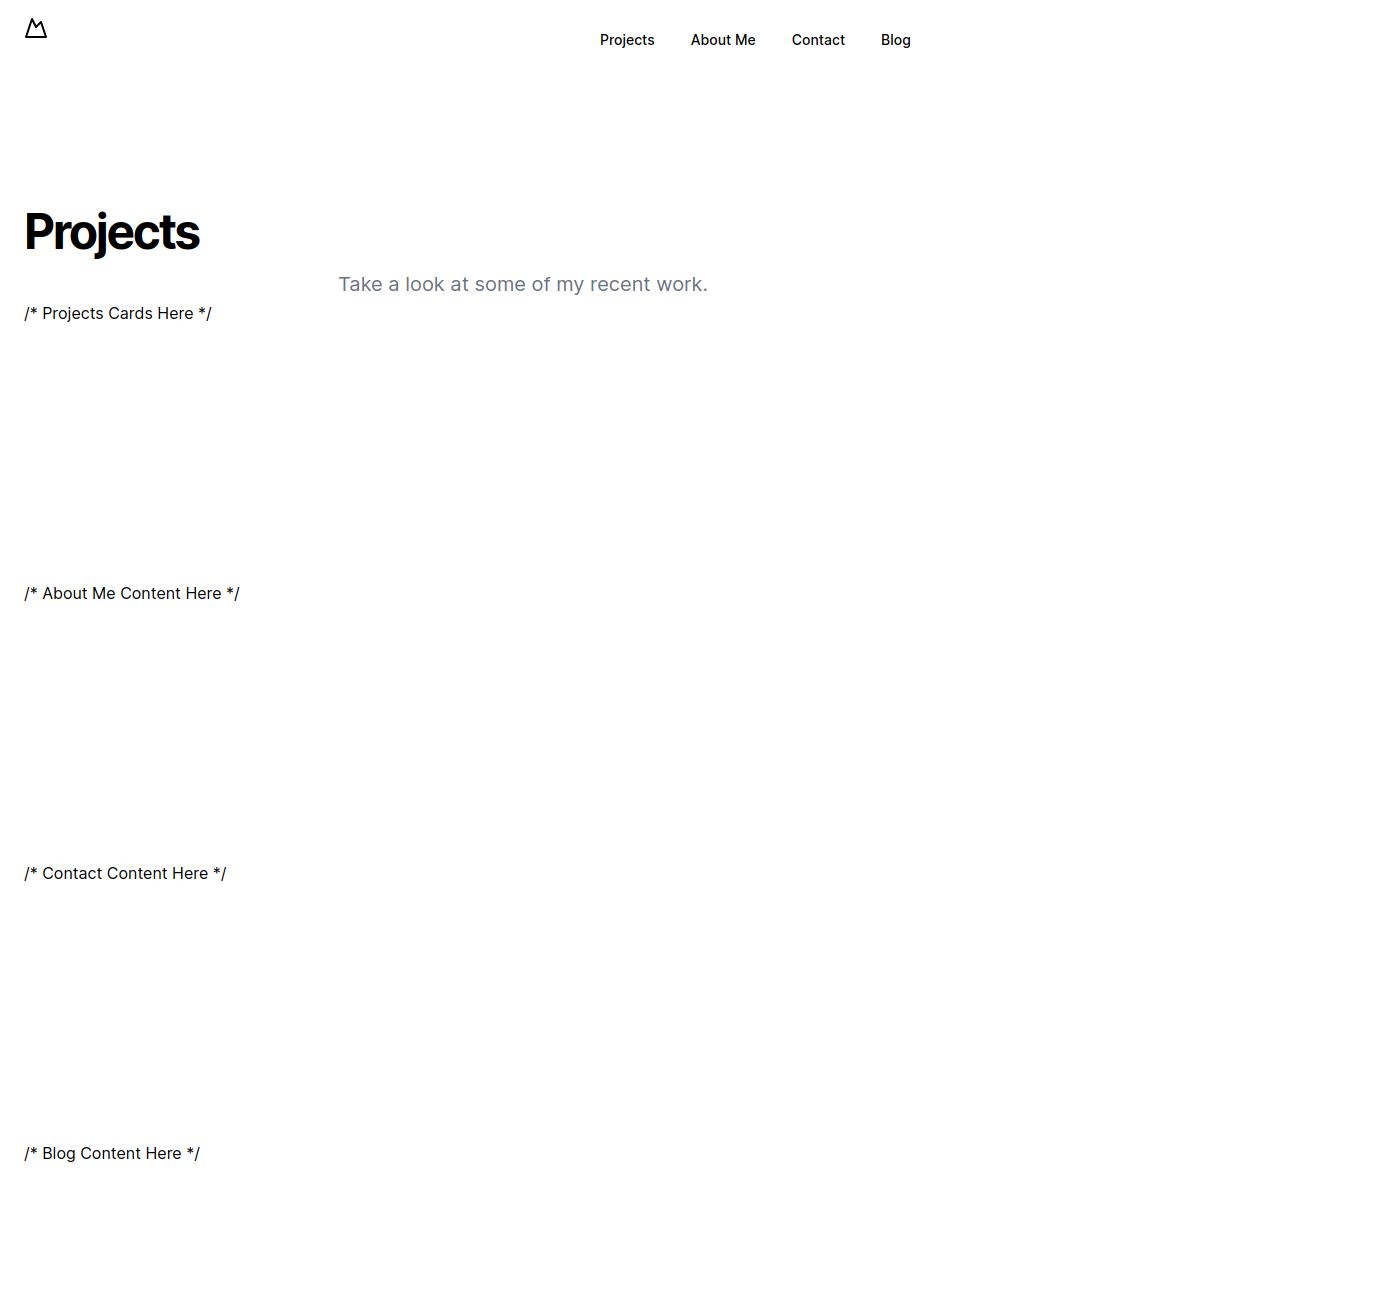 Projects About Me Contact Blog
Projects
Take a look at some of my recent work.
/* Projects Cards Here */
/* About Me Content Here */
/* Contact Content Here */
/* Blog Content Here */